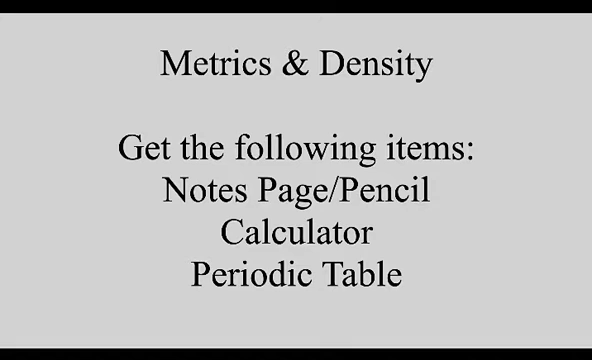 Metrics & Density
Get the following items:
Notes Page/Pencil
Calculator
Periodic Table